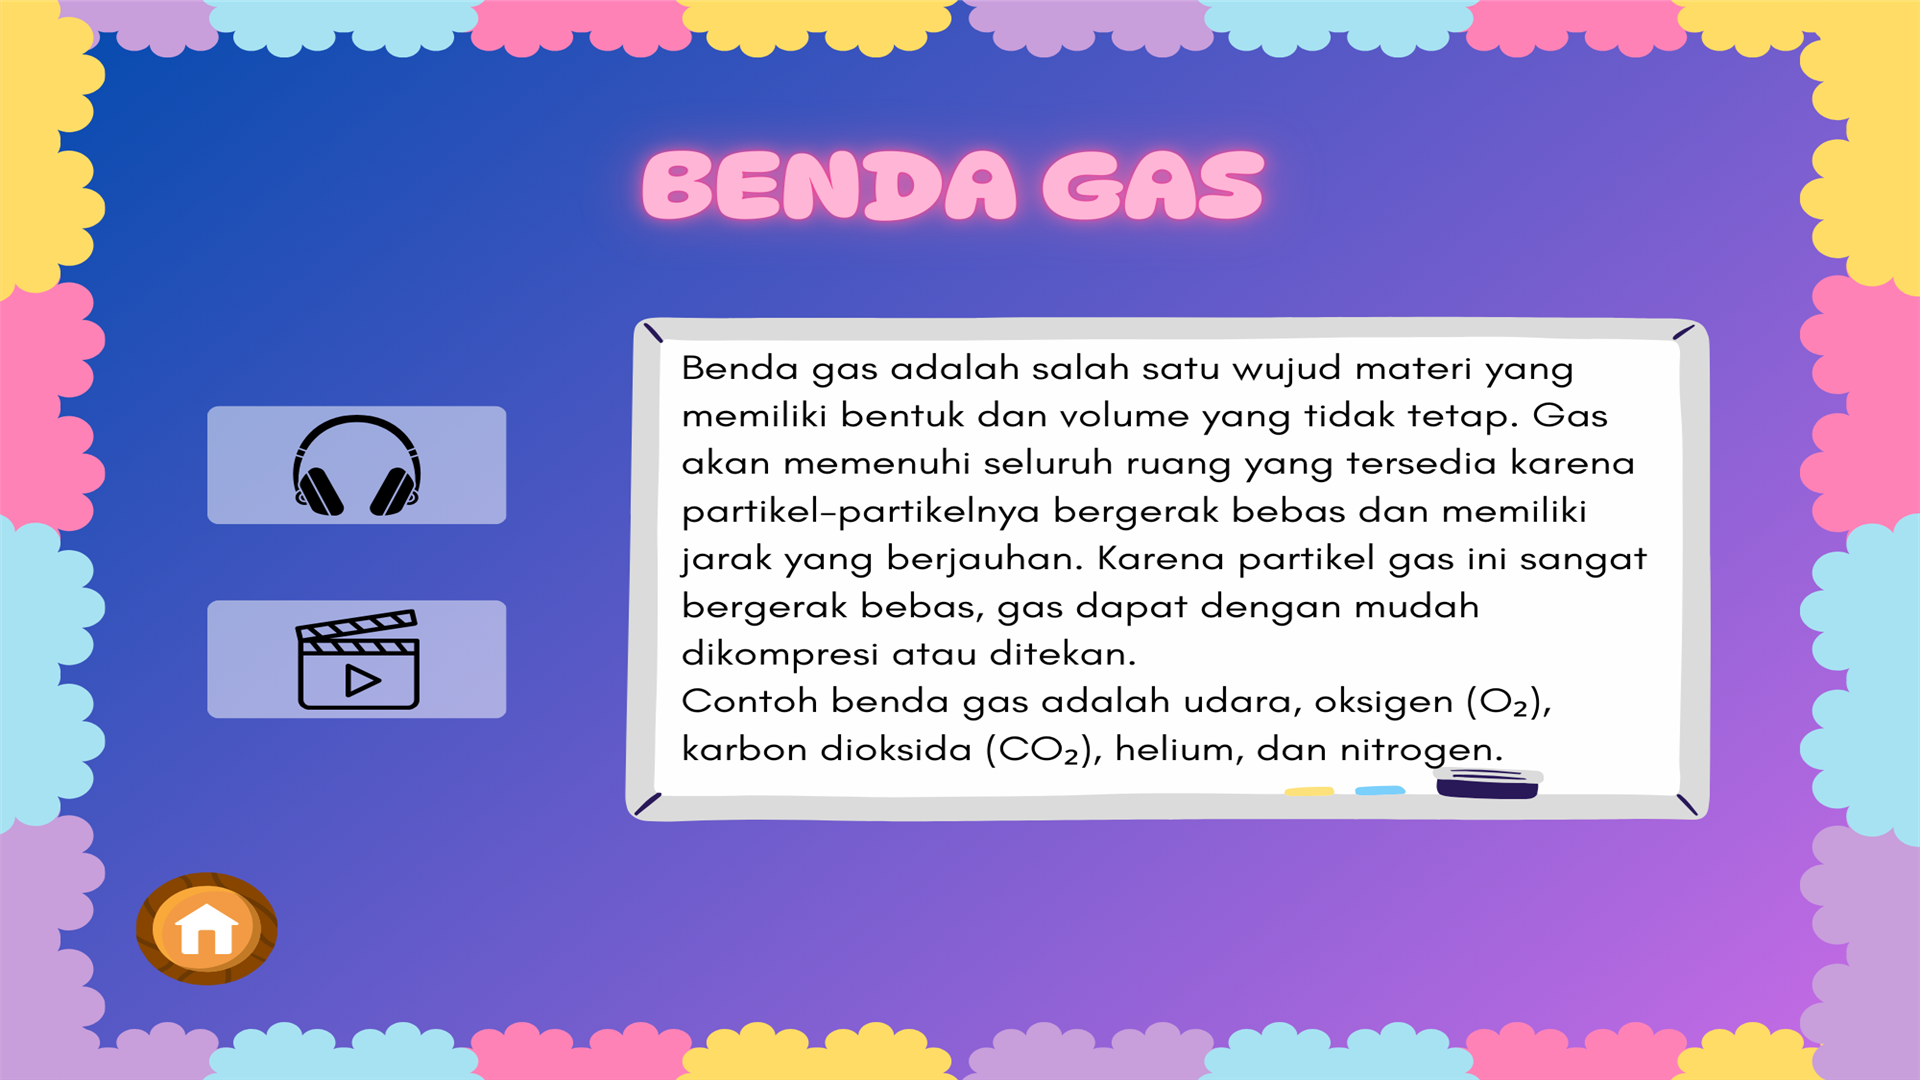 BENDA GAS
Benda gas adalah salah satu wujud materi yang
memiliki bentuk dan volume yang tidak tetap. Gas
akan memenuhi seluruh ruang yang tersedia karena
partikel-partikelnya bergerak bebas dan memiliki
jarak yang berjauhan. Karena partikel gas ini sangat
bergerak bebas, gas dapat dengan mudah
dikompresi atau ditekan.
Contoh benda gas adalah udara, oksigen (O₂),
karbon dioksida (CO₂), helium, dan nitrogen.